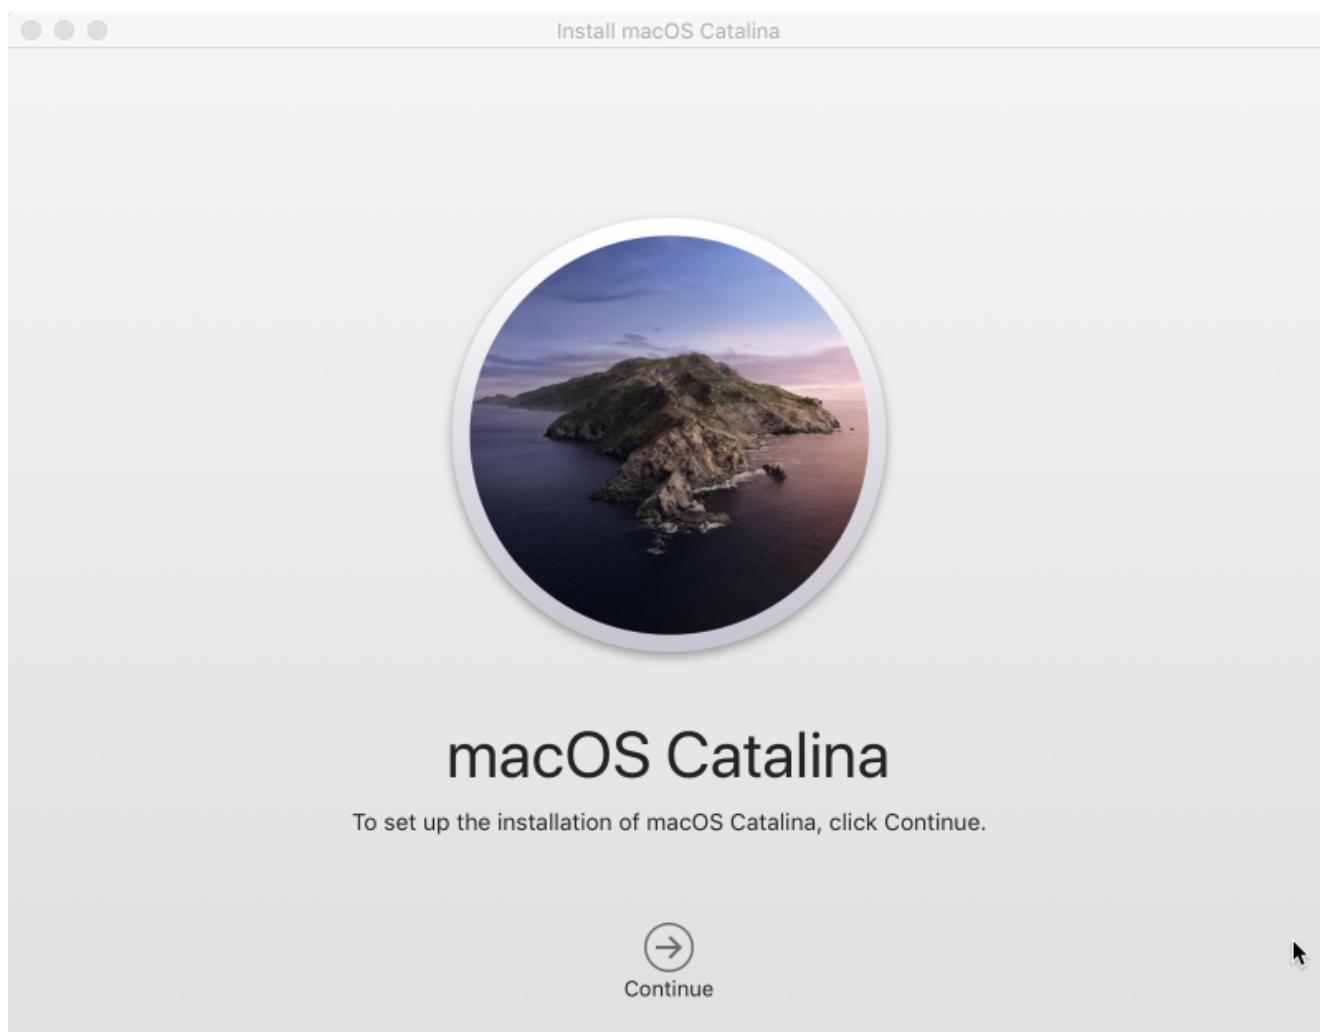 Install macOS Catalina
macOS Catalina
To set up the installation of macOS Catalina, click Continue.
Continue